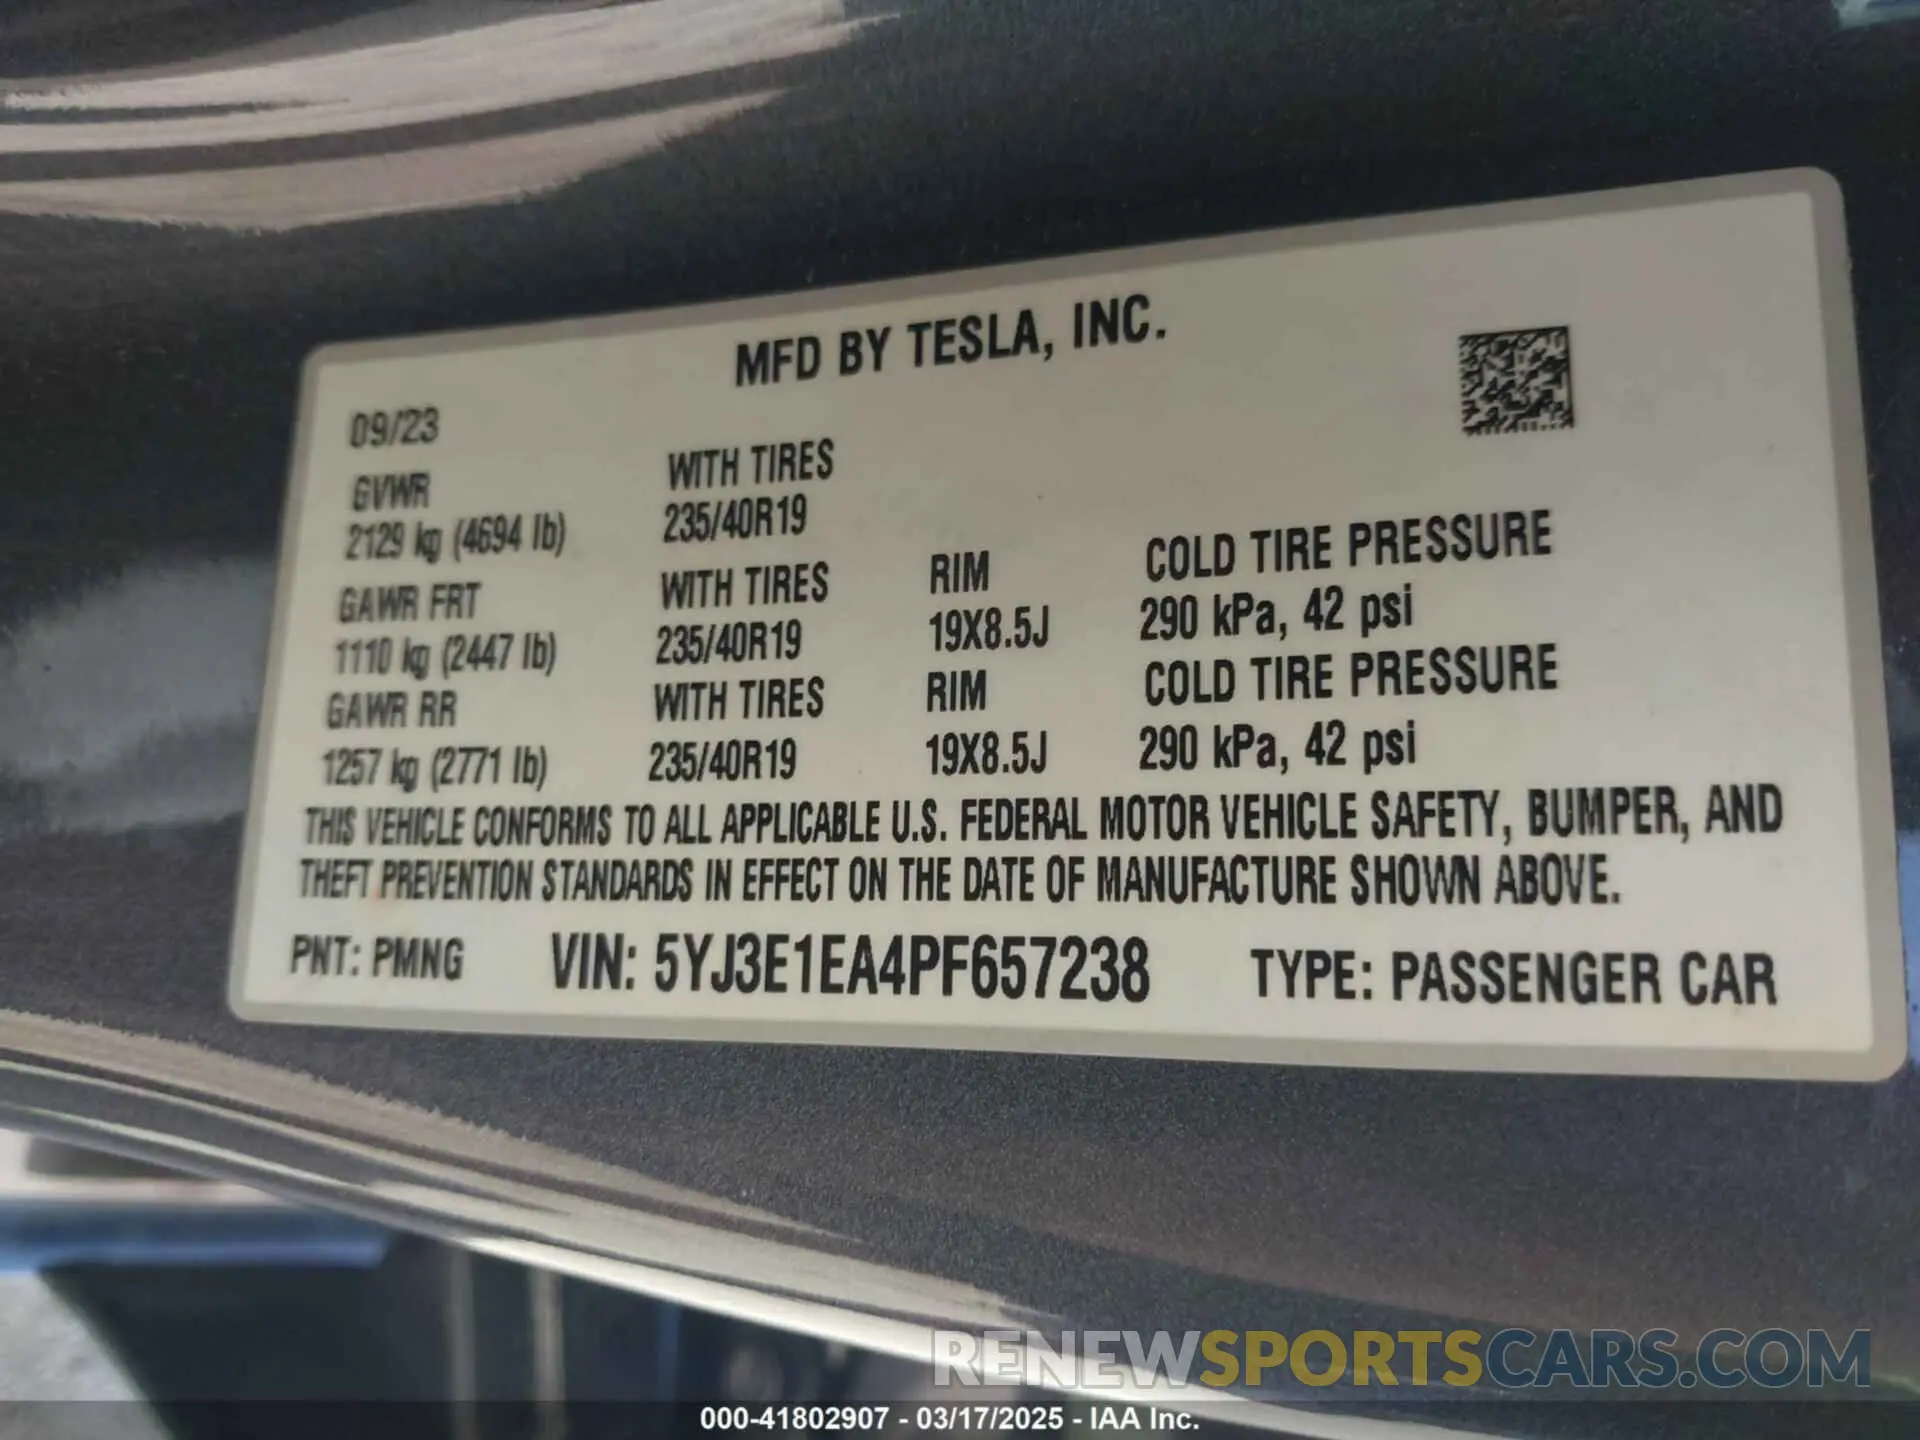 MFD BY TESLA, INC.
09/23
GVWR WITH TIRES
2129 kg (4694 lb) 235/40R19
GAWR FRT WITH TIRES RIM COLD TIRE PRESSURE
1110 kg (2447 lb) 235/40R19 19X8.5J 290 kPa, 42 psi
GAWR RR WITH TIRES RIM COLD TIRE PRESSURE
1257 kg (2771 lb) 235/40R19 19X8.5J 290 kPa, 42 psi
THIS VEHICLE CONFORMS TO ALL APPLICABLE U.S. FEDERAL MOTOR VEHICLE SAFETY, BUMPER, AND
THEFT PREVENTION STANDARDS IN EFFECT ON THE DATE OF MANUFACTURE SHOWN ABOVE.
PNT: PMNG VIN: 5YJ3E1EA4PF657238 TYPE: PASSENGER CAR
RENEWSPORTSCARS.COM
000-41802907 - 03/17/2025 - IAA Inc.